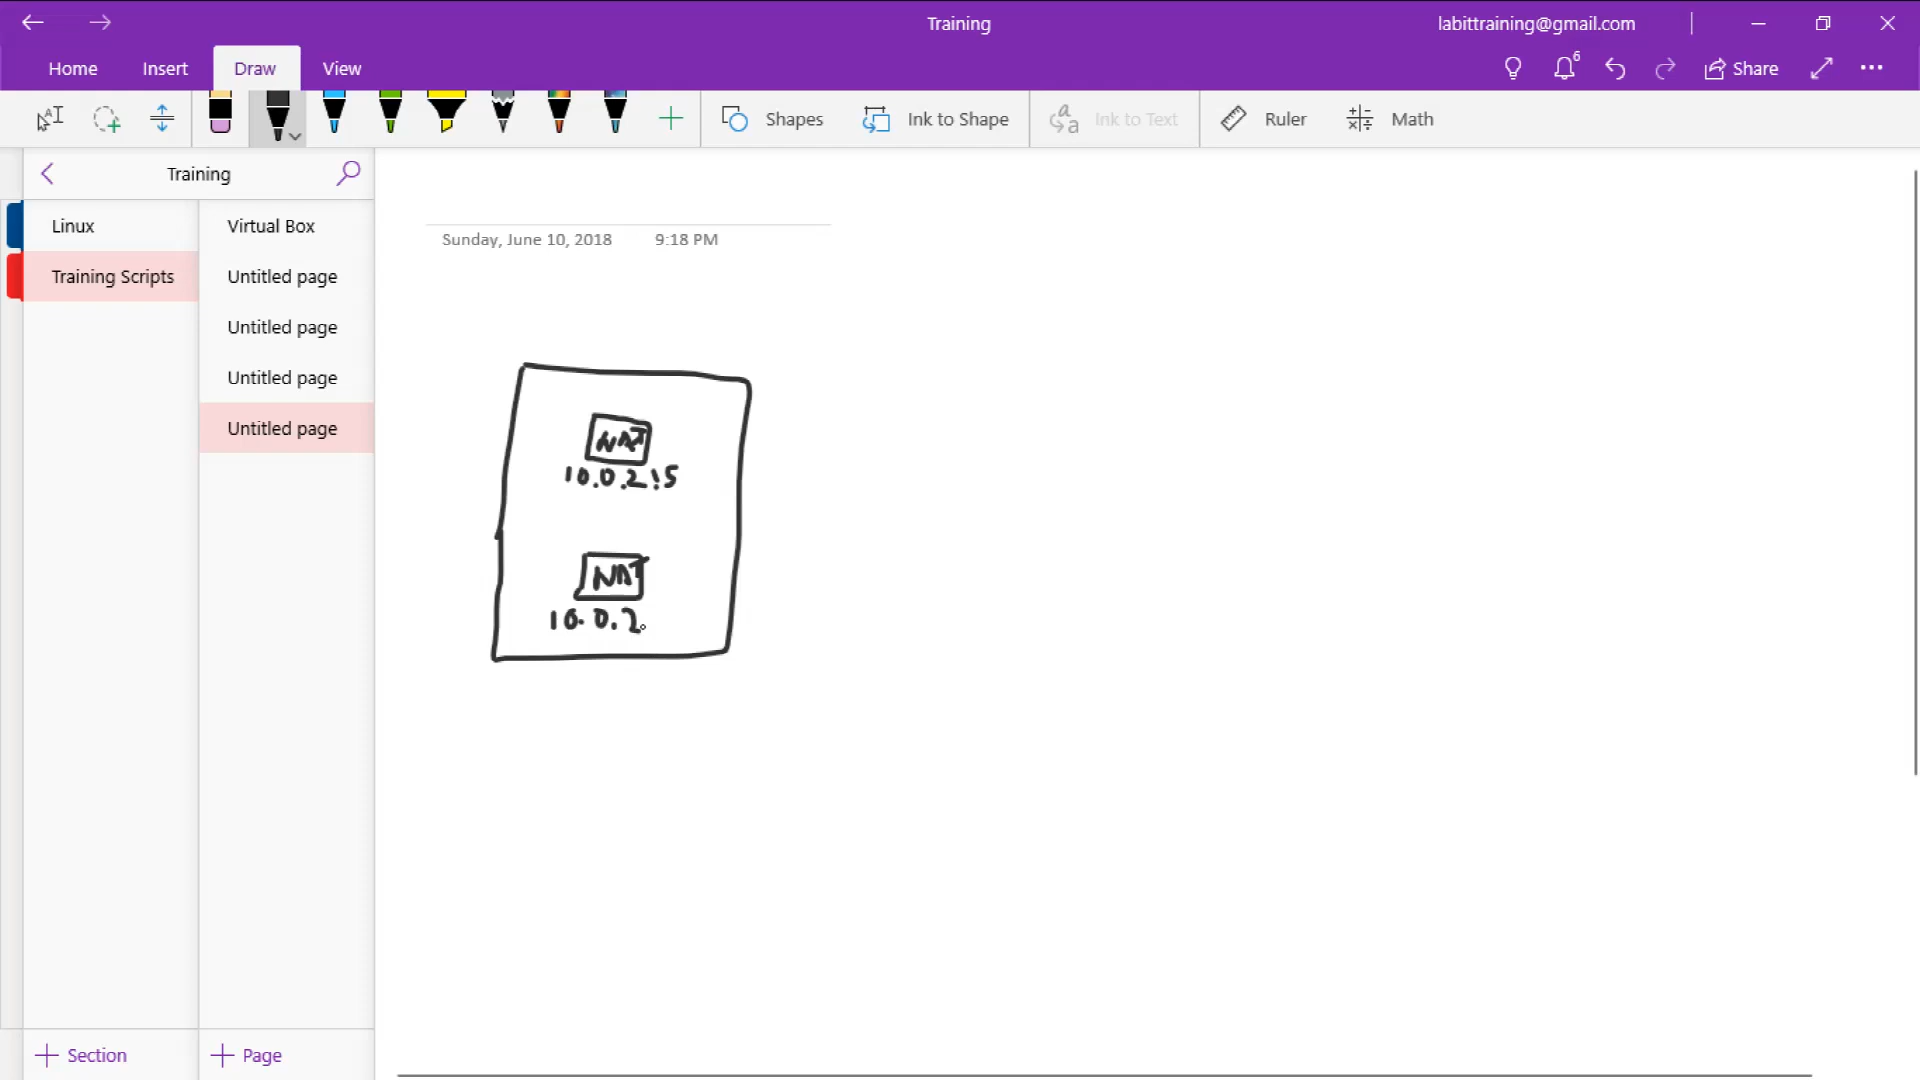 Training
labittraining@gmail.com
Home Insert Draw View
6
Share
Shapes Ink to Shape Ink to Text Ruler Math
Training
Linux
Training Scripts
Virtual Box
Untitled page
Untitled page
Untitled page
Untitled page
Sunday, June 10, 2018 9:18 PM
NAT
10.0.2.15
NAT
10.0.2.
+ Section
+ Page